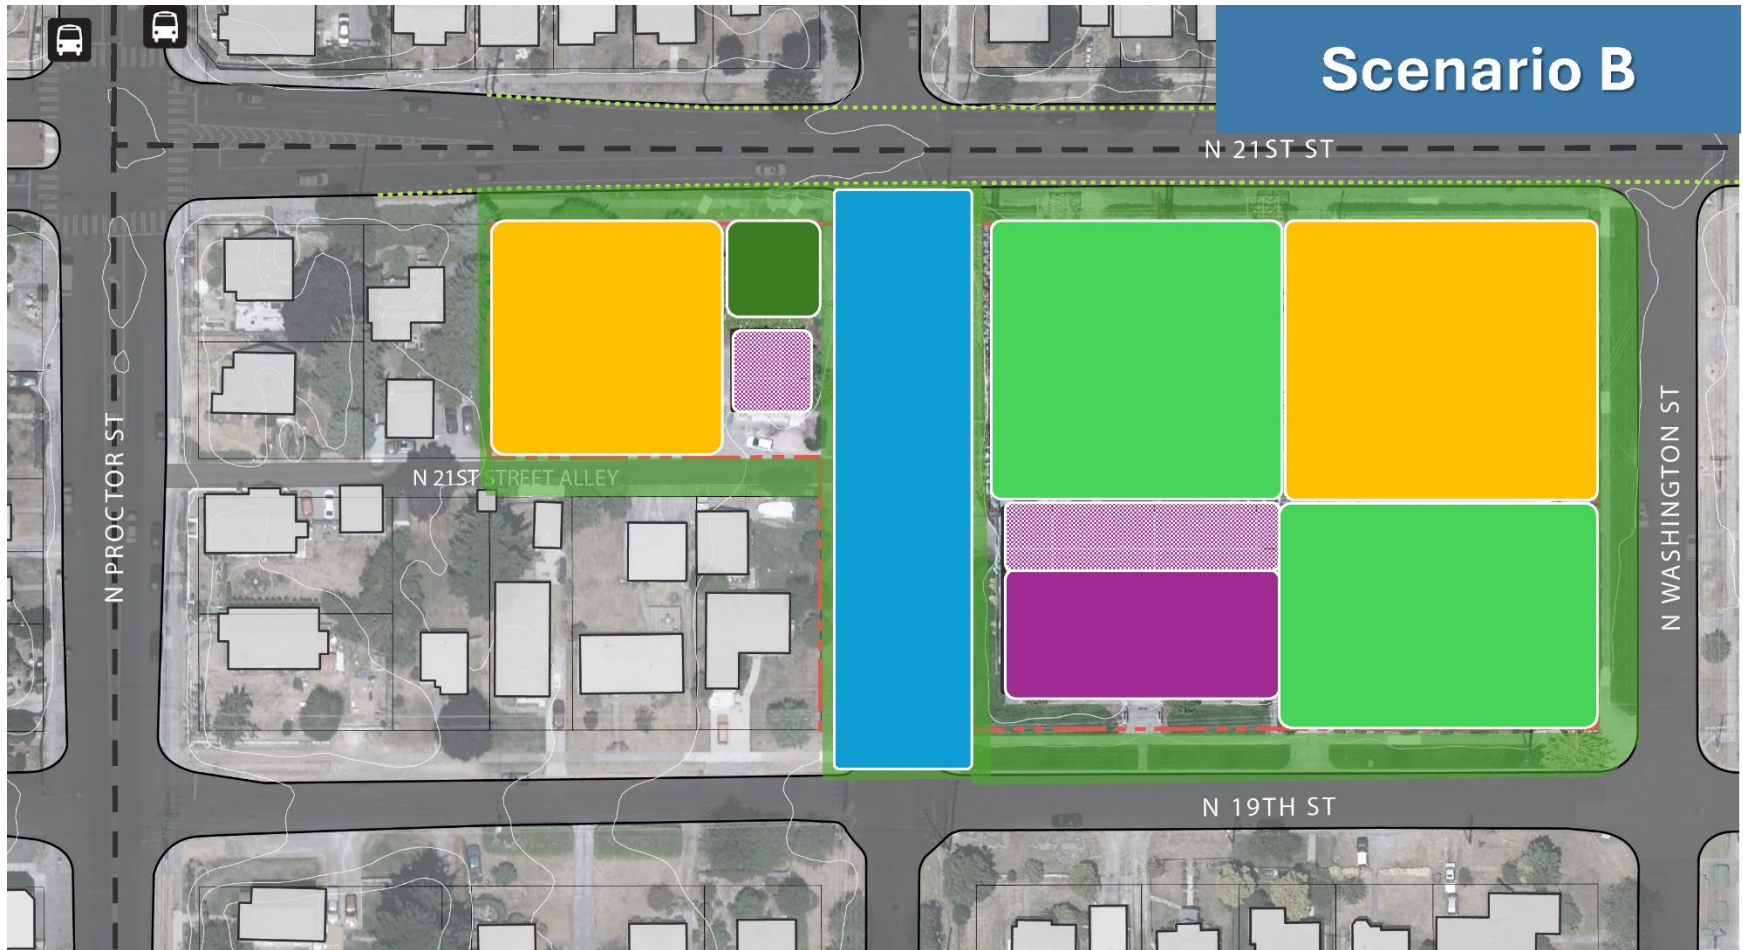 Scenario B
N 21ST ST
N 21ST STREET ALLEY
N PROCTOR ST
N WASHINGTON ST
N 19TH ST